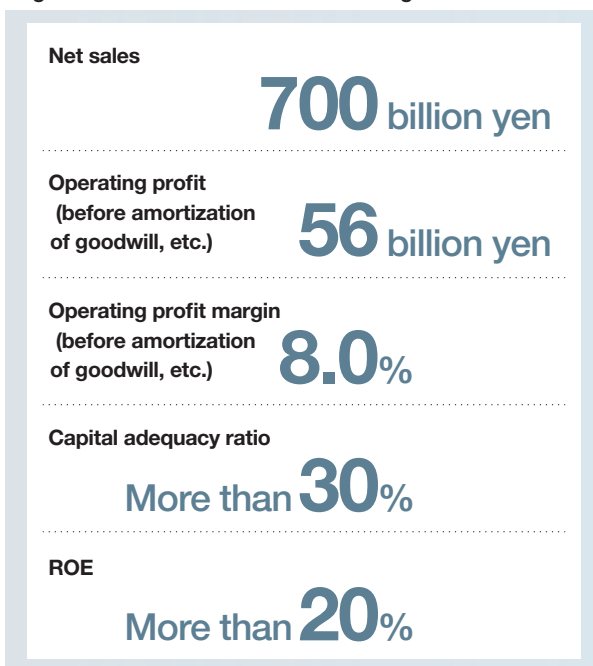 Net sales
700 billion yen
Operating profit
(before amortization
of goodwill, etc.)
56 billion yen
Operating profit margin
(before amortization
of goodwill, etc.)
8.0%
Capital adequacy ratio
More than 30%
ROE
More than 20%